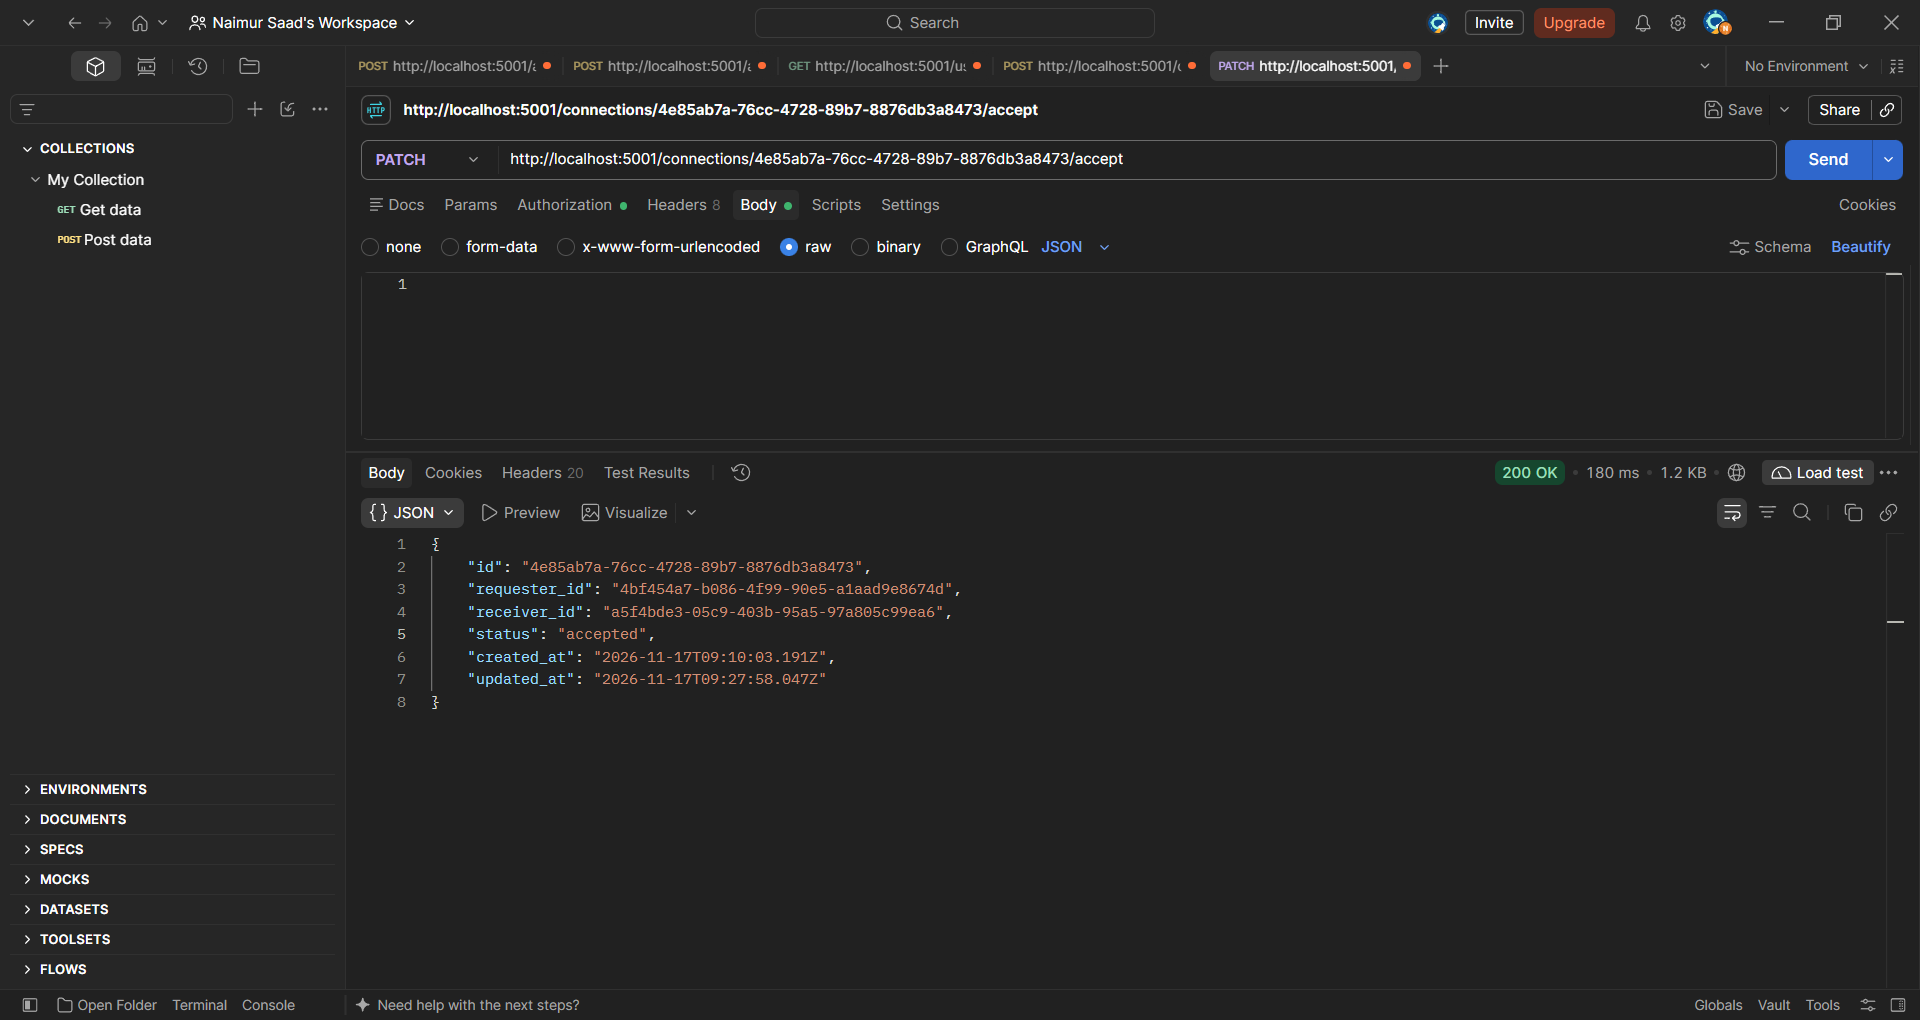 Naimur Saad's Workspace
Search
Invite
Upgrade
POST http://localhost:5001/
POST http://localhost:5001/
GET http://localhost:5001/us
POST http://localhost:5001/
PATCH http://localhost:5001/
No Environment
HTTP http://localhost:5001/connections/4e85ab7a-76cc-4728-89b7-8876db3a8473/accept
Save
Share
COLLECTIONS
My Collection
GET Get data
POST Post data
PATCH http://localhost:5001/connections/4e85ab7a-76cc-4728-89b7-8876db3a8473/accept
Send
Docs Params Authorization Headers 8 Body Scripts Settings
Cookies
none form-data x-www-form-urlencoded raw binary GraphQL JSON
Schema Beautify
1
Body Cookies Headers 20 Test Results
200 OK • 180 ms • 1.2 KB
Load test
{} JSON Preview Visualize
1 {
2 "id": "4e85ab7a-76cc-4728-89b7-8876db3a8473",
3 "requester_id": "4bf454a7-b086-4f99-90e5-a1aad9e8674d",
4 "receiver_id": "a5f4bde3-05c9-403b-95a5-97a805c99ea6",
5 "status": "accepted",
6 "created_at": "2026-11-17T09:10:03.191Z",
7 "updated_at": "2026-11-17T09:27:58.047Z"
8 }
ENVIRONMENTS
DOCUMENTS
SPECS
MOCKS
DATASETS
TOOLSETS
FLOWS
Open Folder Terminal Console
Need help with the next steps?
Globals Vault Tools